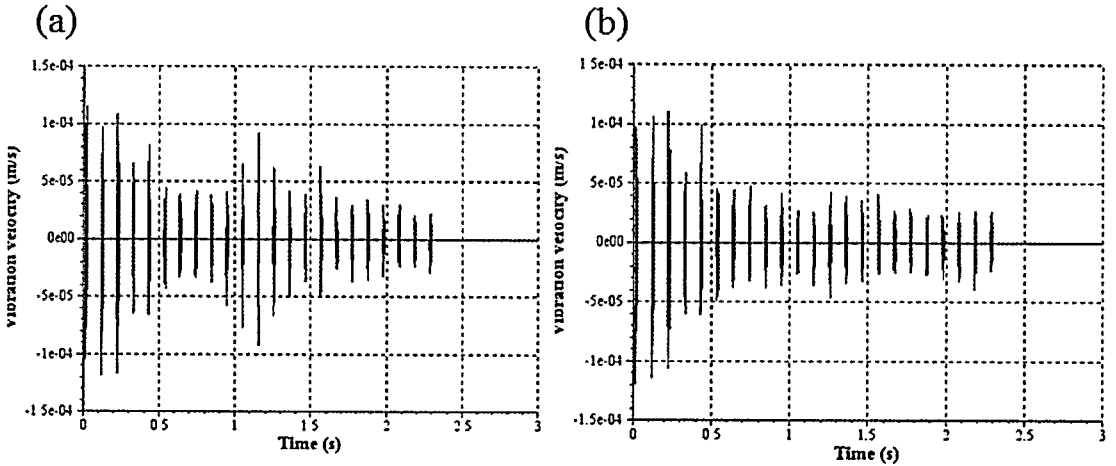 (a)
(b)
1 5e-04
1e-04
5e-05
0e00
-5e-05
-1e-04
-1 5e-04
vibration velocity (m/s)
0 0 5 1 1 5 2 2 5 3
Time (s)
1 5e-04
1e-04
5e-05
0e00
-5e-05
-1e-04
-1.5e-04
vibration velocity (m/s)
0 0 5 1 1 5 2 2.5 3
Time (s)